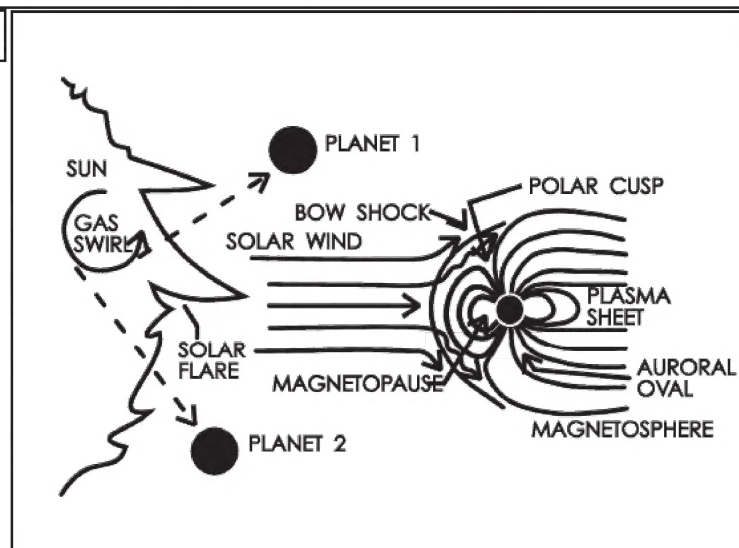 PLANET 1
SUN
POLAR CUSP
BOW SHOCK
GAS
SWIRL
SOLAR WIND
PLASMA
SHEET
SOLAR
FLARE
MAGNETOPAUSE
AURORAL
OVAL
MAGNETOSPHERE
PLANET 2